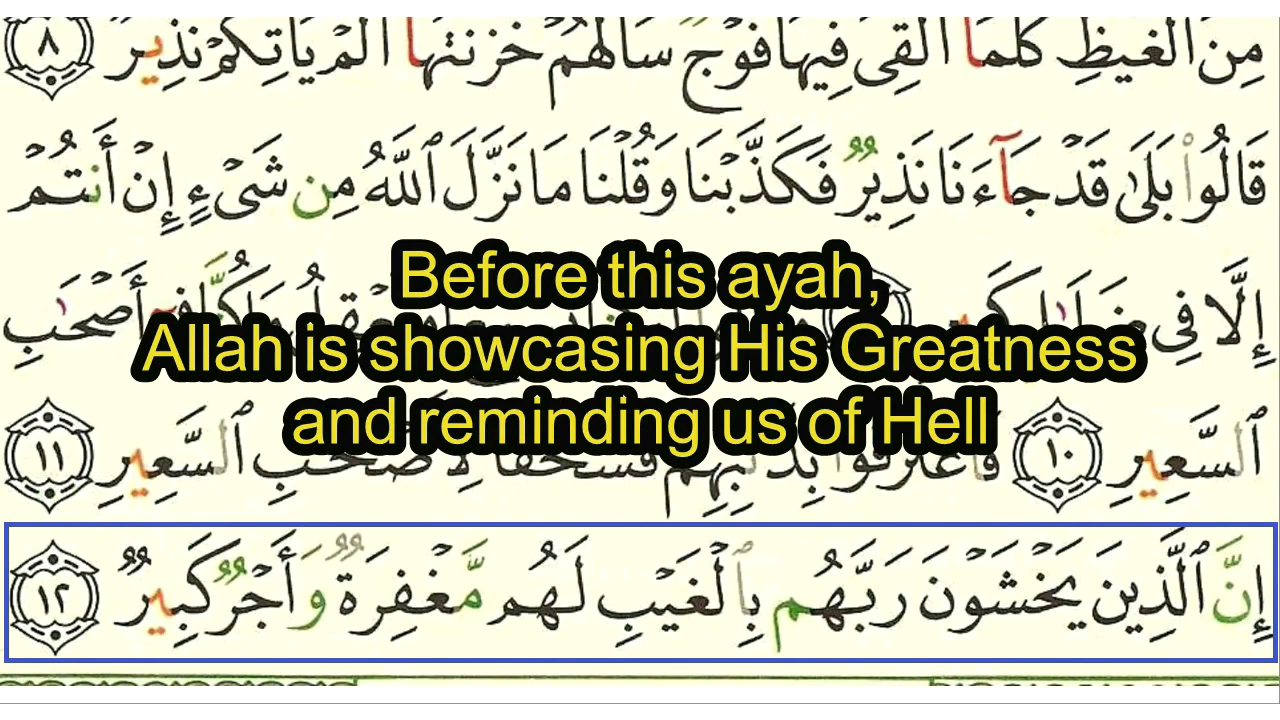 مِنَ ٱلْغَيْظِ كُلَّمَآ أُلْقِىَ فِيهَا فَوْجٌ سَأَلَهُمْ خَزَنَتُهَآ أَلَمْ يَأْتِكُمْ نَذِيرٌ ٨
قَالُوا۟ بَلَىٰ قَدْ جَآءَنَا نَذِيرٌ فَكَذَّبْنَا وَقُلْنَا مَا نَزَّلَ ٱللَّهُ مِن شَىْءٍ إِنْ أَنتُمْ
Before this ayah,
إِلَّا فِى أَصْحَٰبِ
Allah is showcasing His Greatness
and reminding us of Hell
ٱلسَّعِيرِ ١٠ ٱلسَّعِيرِ ١١
إِنَّ ٱلَّذِينَ يَخْشَوْنَ رَبَّهُم بِٱلْغَيْبِ لَهُم مَّغْفِرَةٌ وَأَجْرٌ كَبِيرٌ ١٢